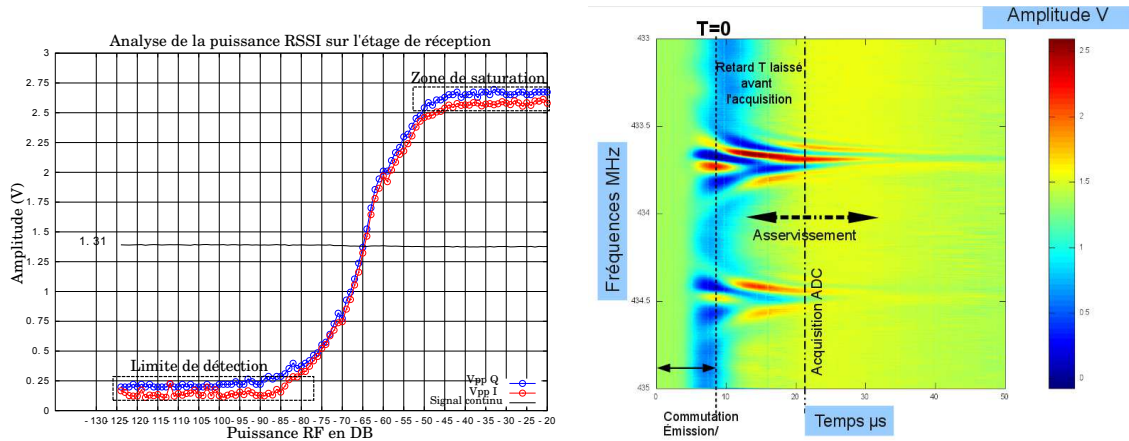 Analyse de la puissance RSSI sur l'étage de réception
3
2.75
2.5
2.25
2
1.75
1.5
1.25
1
0.75
0.5
0.25
0
Amplitude (V)
Zone de saturation
1. 31
Limite de détection
Vpp Q
Vpp I
Signal continu
- 130 - 125 - 120 - 115 110 - 105 - 100 - 95 - 90 - 85 - 80 - 75 - 70 - 65 - 60 - 55 - 50 - 45 - 40 - 35 - 30 - 25 - 20
Puissance RF en DB
Amplitude V
T=0
433
433.5
434
434.5
435
Fréquences MHz
Retard T laissé
avant
l'acquisition
Asservissement
Acquisition ADC
2.5
2
1.5
1
0.5
0
0 10 20 30 40 50
Commutation
Émission/
Temps µs